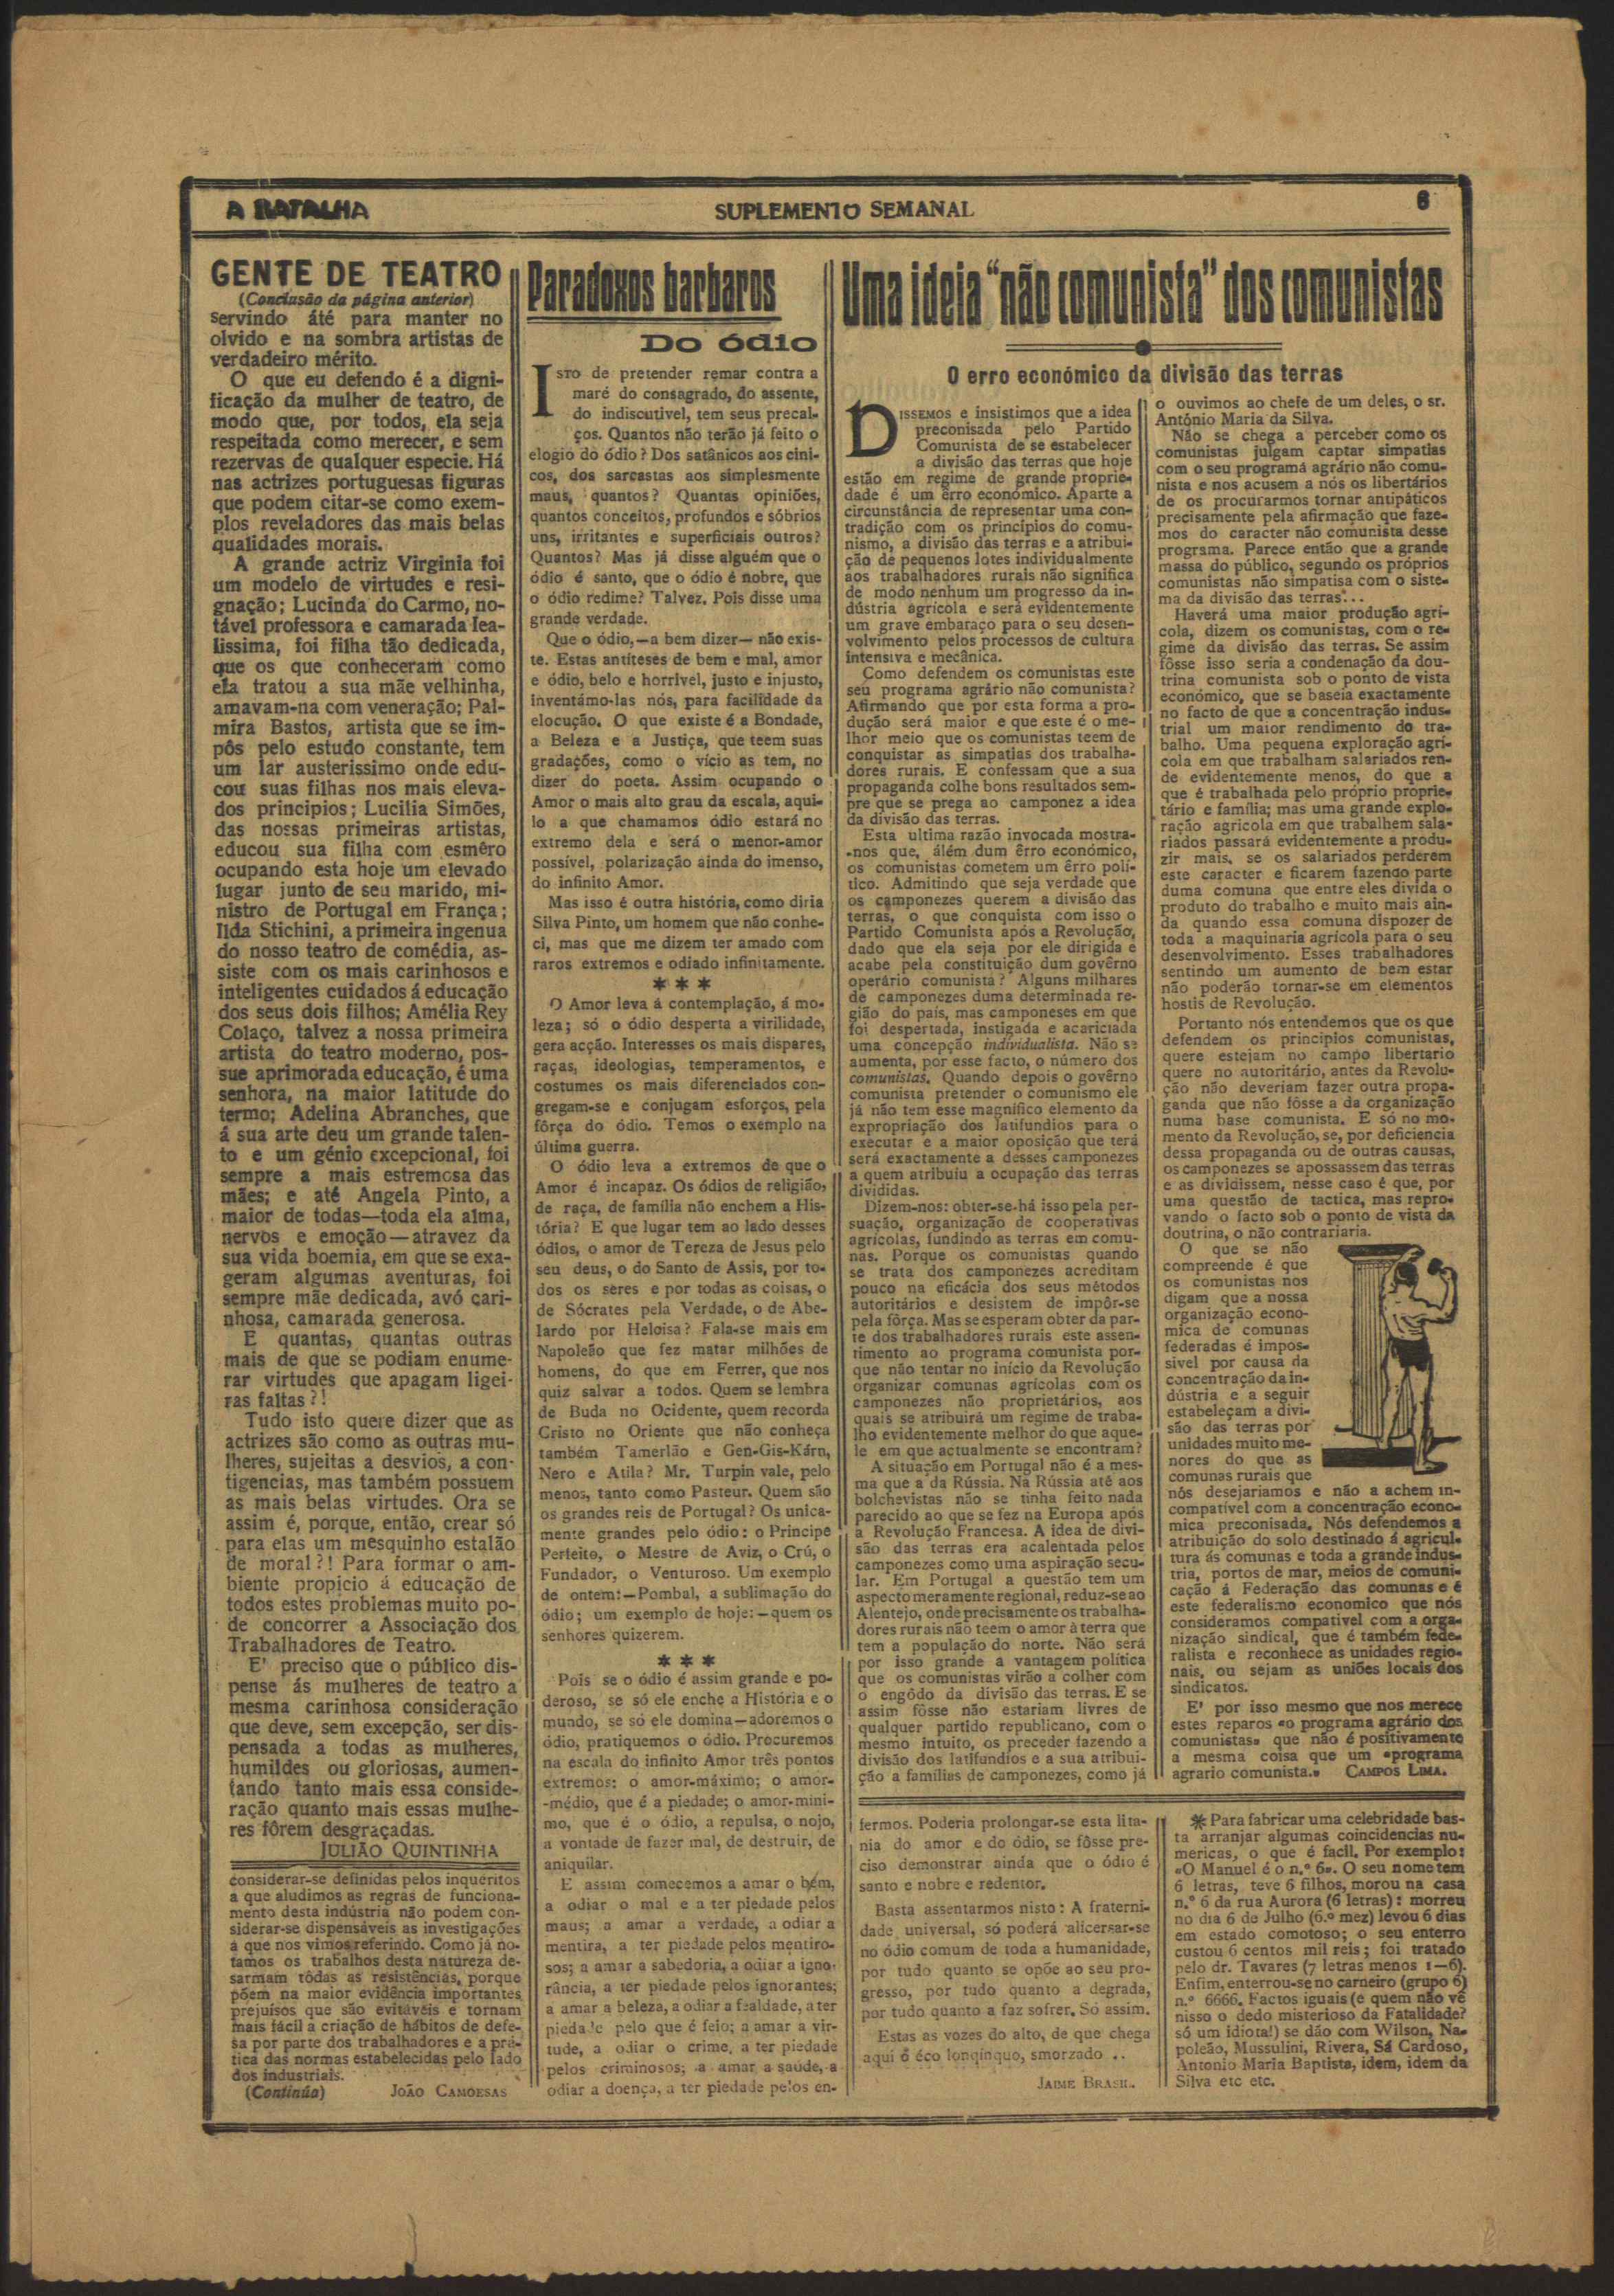 A BATALHA
SUPLEMENTO SEMANAL
6
GENTE DE TEATRO
(Conclusão da página anterior)
servindo áté para manter no
olvido e na sombra artistas de
verdadeiro mérito.
O que eu defendo é a digni-
ficação da mulher de teatro, de
modo que, por todos, ela seja
respeitada como merecer, e sem
rezervas de qualquer especie. Há
nas actrizes portuguesas figuras
que podem citar-se como exem-
plos reveladores das mais belas
qualidades morais.
A grande actriz Virginia foi
um modelo de virtudes e resi-
gnação; Lucinda do Carmo, no-
tável professora e camarada lea-
lissima, foi filha tão dedicada,
que os que conheceram como
ela tratou a sua mãe velhinha,
amavam-na com veneração; Pal-
mira Bastos, artista que se im-
pôs pelo estudo constante, tem
um lar austerissimo onde edu-
cou suas filhas nos mais eleva-
dos principios; Lucilia Simões,
das nossas primeiras artistas,
educou sua filha com esmêro
ocupando esta hoje um elevado
lugar junto de seu marido, mi-
nistro de Portugal em França;
Ilda Stichini, a primeira ingenua
do nosso teatro de comédia, as-
siste com os mais carinhosos e
inteligentes cuidados á educação
dos seus dois filhos; Amélia Rey
Colaço, talvez a nossa primeira
artista do teatro moderno, pos-
sue aprimorada educação, é uma
senhora, na maior latitude do
termo; Adelina Abranches, que
á sua arte deu um grande talen-
to e um génio excepcional, foi
sempre a mais estremosa das
mães; e até Angela Pinto, a
maior de todas—toda ela alma,
nervos e emoção—atravez da
sua vida boemia, em que se exa-
geram algumas aventuras, foi
sempre mãe dedicada, avó cari-
nhosa, camarada generosa.
E quantas, quantas outras
mais de que se podiam enume-
rar virtudes que apagam ligei-
ras faltas?!
Tudo isto quere dizer que as
actrizes são como as outras mu-
lheres, sujeitas a desvios, a con-
tigencias, mas também possuem
as mais belas virtudes. Ora se
assim é, porque, então, crear só
para elas um mesquinho estalão
de moral?! Para formar o am-
biente propicio á educação de
todos estes problemas muito po-
de concorrer a Associação dos
Trabalhadores de Teatro.
E' preciso que o público dis-
pense ás mulheres de teatro a
mesma carinhosa consideração
que deve, sem excepção, ser dis-
pensada a todas as mulheres,
humildes ou gloriosas, aumen-
tando tanto mais essa conside-
ração quanto mais essas mulhe-
res fôrem desgraçadas.
JULIÃO QUINTINHA
considerar-se definidas pelos inquéritos
a que aludimos as regras de funciona-
mento desta indústria não podem con-
siderar-se dispensáveis as investigações
a que nos vimos referindo. Como já no-
tamos os trabalhos desta natureza de-
sarmam tôdas as resistências, porque
põem na maior evidência importantes
prejuísos que são evitáveis e tornam
mais fácil a criação de hábitos de defe-
sa por parte dos trabalhadores e a prá-
tica das normas estabelecidas pelo lado
dos industriais.
(Continúa) JOÃO CAMOESAS
Paradoxos barbaros
Do ódio
ISTO de pretender remar contra a
maré do consagrado, do assente,
do indiscutivel, tem seus precal-
ços. Quantos não terão já feito o
elogio do ódio? Dos satânicos aos cini-
cos, dos sarcastas aos simplesmente
maus, quantos? Quantas opiniões,
quantos conceitos, profundos e sóbrios
uns, irritantes e superficiais outros?
Quantos? Mas já disse alguém que o
ódio é santo, que o ódio é nobre, que
o ódio redime? Talvez. Pois disse uma
grande verdade.
Que o ódio,—a bem dizer—não exis-
te. Estas antíteses de bem e mal, amor
e ódio, belo e horrivel, justo e injusto,
inventámo-las nós, para facilidade da
elocução. O que existe é a Bondade,
a Beleza e a Justiça, que teem suas
gradações, como o vício as tem, no
dizer do poeta. Assim ocupando o
Amor o mais alto grau da escala, aqui-
lo a que chamamos ódio estará no
extremo dela e será o menor-amor
possível, polarização ainda do imenso,
do infinito Amor.
Mas isso é outra história, como diria
Silva Pinto, um homem que não conhe-
ci, mas que me dizem ter amado com
raros extremos e odiado infinitamente.
* * *
O Amor leva á contemplação, á mo-
leza; só o ódio desperta a virilidade,
gera acção. Interesses os mais dispares,
raças, ideologias, temperamentos, e
costumes os mais diferenciados con-
gregam-se e conjugam esforços, pela
fôrça do ódio. Temos o exemplo na
última guerra.
O ódio leva a extremos de que o
Amor é incapaz. Os ódios de religião,
de raça, de família não enchem a His-
tória? E que lugar tem ao lado desses
ódios, o amor de Tereza de Jesus pelo
seu deus, o do Santo de Assis, por to-
dos os seres e por todas as coisas, o
de Sócrates pela Verdade, o de Abe-
lardo por Heloisa? Fala-se mais em
Napoleão que fez matar milhões de
homens, do que em Ferrer, que nos
quiz salvar a todos. Quem se lembra
de Buda no Ocidente, quem recorda
Cristo no Oriente que não conheça
também Tamerlão e Gen-Gis-Kárn,
Nero e Atila? Mr. Turpin vale, pelo
menos, tanto como Pasteur. Quem são
os grandes reis de Portugal? Os unica-
mente grandes pelo ódio: o Principe
Perfeito, o Mestre de Aviz, o Crú, o
Fundador, o Venturoso. Um exemplo
de ontem:—Pombal, a sublimação do
ódio; um exemplo de hoje:—quem os
senhores quizerem.
* * *
Pois se o ódio é assim grande e po-
deroso, se só ele enche a História e o
mundo, se só ele domina—adoremos o
ódio, pratiquemos o ódio. Procuremos
na escala do infinito Amor três pontos
extremos: o amor-máximo; o amor-
-médio, que é a piedade; o amor-míni-
mo, que é o ódio, a repulsa, o nojo,
a vontade de fazer mal, de destruir, de
aniquilar.
E assim comecemos a amar o bem,
a odiar o mal e a ter piedade pelos
maus; a amar a verdade, a odiar a
mentira, a ter piedade pelos mentiro-
sos; a amar a sabedoria, a odiar a igno-
rância, a ter piedade pelos ignorantes;
a amar a beleza, a odiar a fealdade, a ter
piedade pelo que é feio; a amar a vir-
tude, a odiar o crime, a ter piedade
pelos criminosos; a amar a saúde, a
odiar a doença, a ter piedade pelos en-
fermos. Poderia prolongar-se esta lita-
nia do amor e do ódio, se fôsse pre-
ciso demonstrar ainda que o ódio é
santo e nobre e redentor.
Basta assentarmos nisto: A fraterni-
dade universal, só poderá alicersar-se
no ódio comum de toda a humanidade,
por tudo quanto se opõe ao seu pro-
gresso, por tudo quanto a degrada,
por tudo quanto a faz sofrer. Só assim.
Estas as vozes do alto, de que chega
aqui o éco longínquo, smorzado ..
JAIME BRASIL.
Uma ideia "não comunista" dos comunistas
O erro económico da divisão das terras
DISSEMOS e insistimos que a idea
preconisada pelo Partido
Comunista de se estabelecer
a divisão das terras que hoje
estão em regime de grande proprie-
dade é um êrro económico. Aparte a
circunstância de representar uma con-
tradição com os principios do comu-
nismo, a divisão das terras e a atribui-
ção de pequenos lotes individualmente
aos trabalhadores rurais não significa
de modo nenhum um progresso da in-
dústria agrícola e será evidentemente
um grave embaraço para o seu desen-
volvimento pelos processos de cultura
intensiva e mecânica.
Como defendem os comunistas este
seu programa agrário não comunista?
Afirmando que por esta forma a pro-
dução será maior e que este é o me-
lhor meio que os comunistas teem de
conquistar as simpatias dos trabalha-
dores rurais. E confessam que a sua
propaganda colhe bons resultados sem-
pre que se prega ao camponez a idea
da divisão das terras.
Esta ultima razão invocada mostra-
-nos que, álém dum êrro económico,
os comunistas cometem um êrro polí-
tico. Admitindo que seja verdade que
os camponezes querem a divisão das
terras, o que conquista com isso o
Partido Comunista após a Revolução,
dado que ela seja por ele dirigida e
acabe pela constituição dum govêrno
operário comunista? Alguns milhares
de camponezes duma determinada re-
gião do país, mas camponeses em que
foi despertada, instigada e acariciada
uma concepção individualista. Não se
aumenta, por esse facto, o número dos
comunistas. Quando depois o govêrno
comunista pretender o comunismo ele
já não tem esse magnífico elemento da
expropriação dos latifundios para o
executar e a maior oposição que terá
será exactamente a desses camponezes
a quem atribuiu a ocupação das terras
divididas.
Dizem-nos: obter-se-há isso pela per-
suação, organização de cooperativas
agrícolas, fundindo as terras em comu-
nas. Porque os comunistas quando
se trata dos camponezes acreditam
pouco na eficácia dos seus métodos
autoritários e desistem de impôr-se
pela fôrça. Mas se esperam obter da par-
te dos trabalhadores rurais este assen-
timento ao programa comunista por-
que não tentar no início da Revolução
organizar comunas agrícolas com os
camponezes não proprietários, aos
quais se atribuirá um regime de traba-
lho evidentemente melhor do que aque-
le em que actualmente se encontram?
A situação em Portugal não é a mes-
ma que a da Rússia. Na Rússia até aos
bolchevistas não se tinha feito nada
parecido ao que se fez na Europa após
a Revolução Francesa. A idea de divi-
são das terras era acalentada pelos
camponezes como uma aspiração secu-
lar. Em Portugal a questão tem um
aspecto meramente regional, reduz-se ao
Alentejo, onde precisamente os trabalha-
dores rurais não teem o amor à terra que
tem a população do norte. Não será
por isso grande a vantagem política
que os comunistas virão a colher com
o engôdo da divisão das terras. E se
assim fôsse não estariam livres de
qualquer partido republicano, com o
mesmo intuito, os preceder fazendo a
divisão dos latifundios e a sua atribui-
ção a familias de camponezes, como já
o ouvimos ao chefe de um deles, o sr.
António Maria da Silva.
Não se chega a perceber como os
comunistas julgam captar simpatias
com o seu programa agrário não comu-
nista e nos acusem a nós os libertários
de os procurarmos tornar antipáticos
precisamente pela afirmação que faze-
mos do caracter não comunista desse
programa. Parece então que a grande
massa do público, segundo os próprios
comunistas não simpatisa com o siste-
ma da divisão das terras...
Haverá uma maior produção agrí-
cola, dizem os comunistas, com o re-
gime da divisão das terras. Se assim
fôsse isso seria a condenação da dou-
trina comunista sob o ponto de vista
económico, que se baseia exactamente
no facto de que a concentração indus-
trial um maior rendimento do tra-
balho. Uma pequena exploração agrí-
cola em que trabalham salariados ren-
de evidentemente menos, do que a
que é trabalhada pelo próprio proprie-
tário e família; mas uma grande explo-
ração agricola em que trabalhem sala-
riados passará evidentemente a produ-
zir mais, se os salariados perderem
este caracter e ficarem fazendo parte
duma comuna que entre eles divida o
produto do trabalho e muito mais ain-
da quando essa comuna dispozer de
toda a maquinaria agrícola para o seu
desenvolvimento. Esses trabalhadores
sentindo um aumento de bem estar
não poderão tornar-se em elementos
hostis de Revolução.
Portanto nós entendemos que os que
defendem os principios comunistas,
quere estejam no campo libertario
quere no autoritário, antes da Revolu-
ção não deveriam fazer outra propa-
ganda que não fôsse a da organização
numa base comunista. E só no mo-
mento da Revolução, se, por deficiencia
dessa propaganda ou de outras causas,
os camponezes se apossassem das terras
e as dividissem, nesse caso é que, por
uma questão de tactica, mas repro-
vando o facto sob o ponto de vista da
doutrina, o não contrariaria.
O que se não
compreende é que
os comunistas nos
digam que a nossa
organização econo-
mica de comunas
federadas é impos-
sivel por causa da
concentração da in-
dústria e a seguir
estabeleçam a divi-
são das terras por
unidades muito me-
nores do que as
comunas rurais que
nós desejaríamos e não a achem in-
compatível com a concentração econo-
mica preconisada. Nós defendemos a
atribuição do solo destinado á agricul-
tura ás comunas e toda a grande indus-
tria, portos de mar, meios de comuni-
cação á Federação das comunas e é
este federalismo economico que nós
consideramos compativel com a orga-
nização sindical, que é também fede-
ralista e reconhece as unidades regio-
nais, ou sejam as uniões locais dos
sindicatos.
E' por isso mesmo que nos merece
estes reparos «o programa agrário dos
comunistas» que não é positivamente
a mesma coisa que um «programa
agrario comunista.» CAMPOS LIMA.
* Para fabricar uma celebridade bas-
ta arranjar algumas coincidencias nu-
mericas, o que é facil. Por exemplo:
«O Manuel é o n.º 6». O seu nome tem
6 letras, teve 6 filhos, morou na casa
n.º 6 da rua Aurora (6 letras): morreu
no dia 6 de Julho (6.º mez) levou 6 dias
em estado comotoso; o seu enterro
custou 6 centos mil reis; foi tratado
pelo dr. Tavares (7 letras menos 1—6).
Enfim, enterrou-se no carneiro (grupo 6)
n.º 6666. Factos iguais (e quem não vê
nisso o dedo misterioso da Fatalidade?
só um idiota!) se dão com Wilson, Na-
poleão, Mussulini, Rivera, Sá Cardoso,
Antonio Maria Baptista, idem, idem da
Silva etc etc.